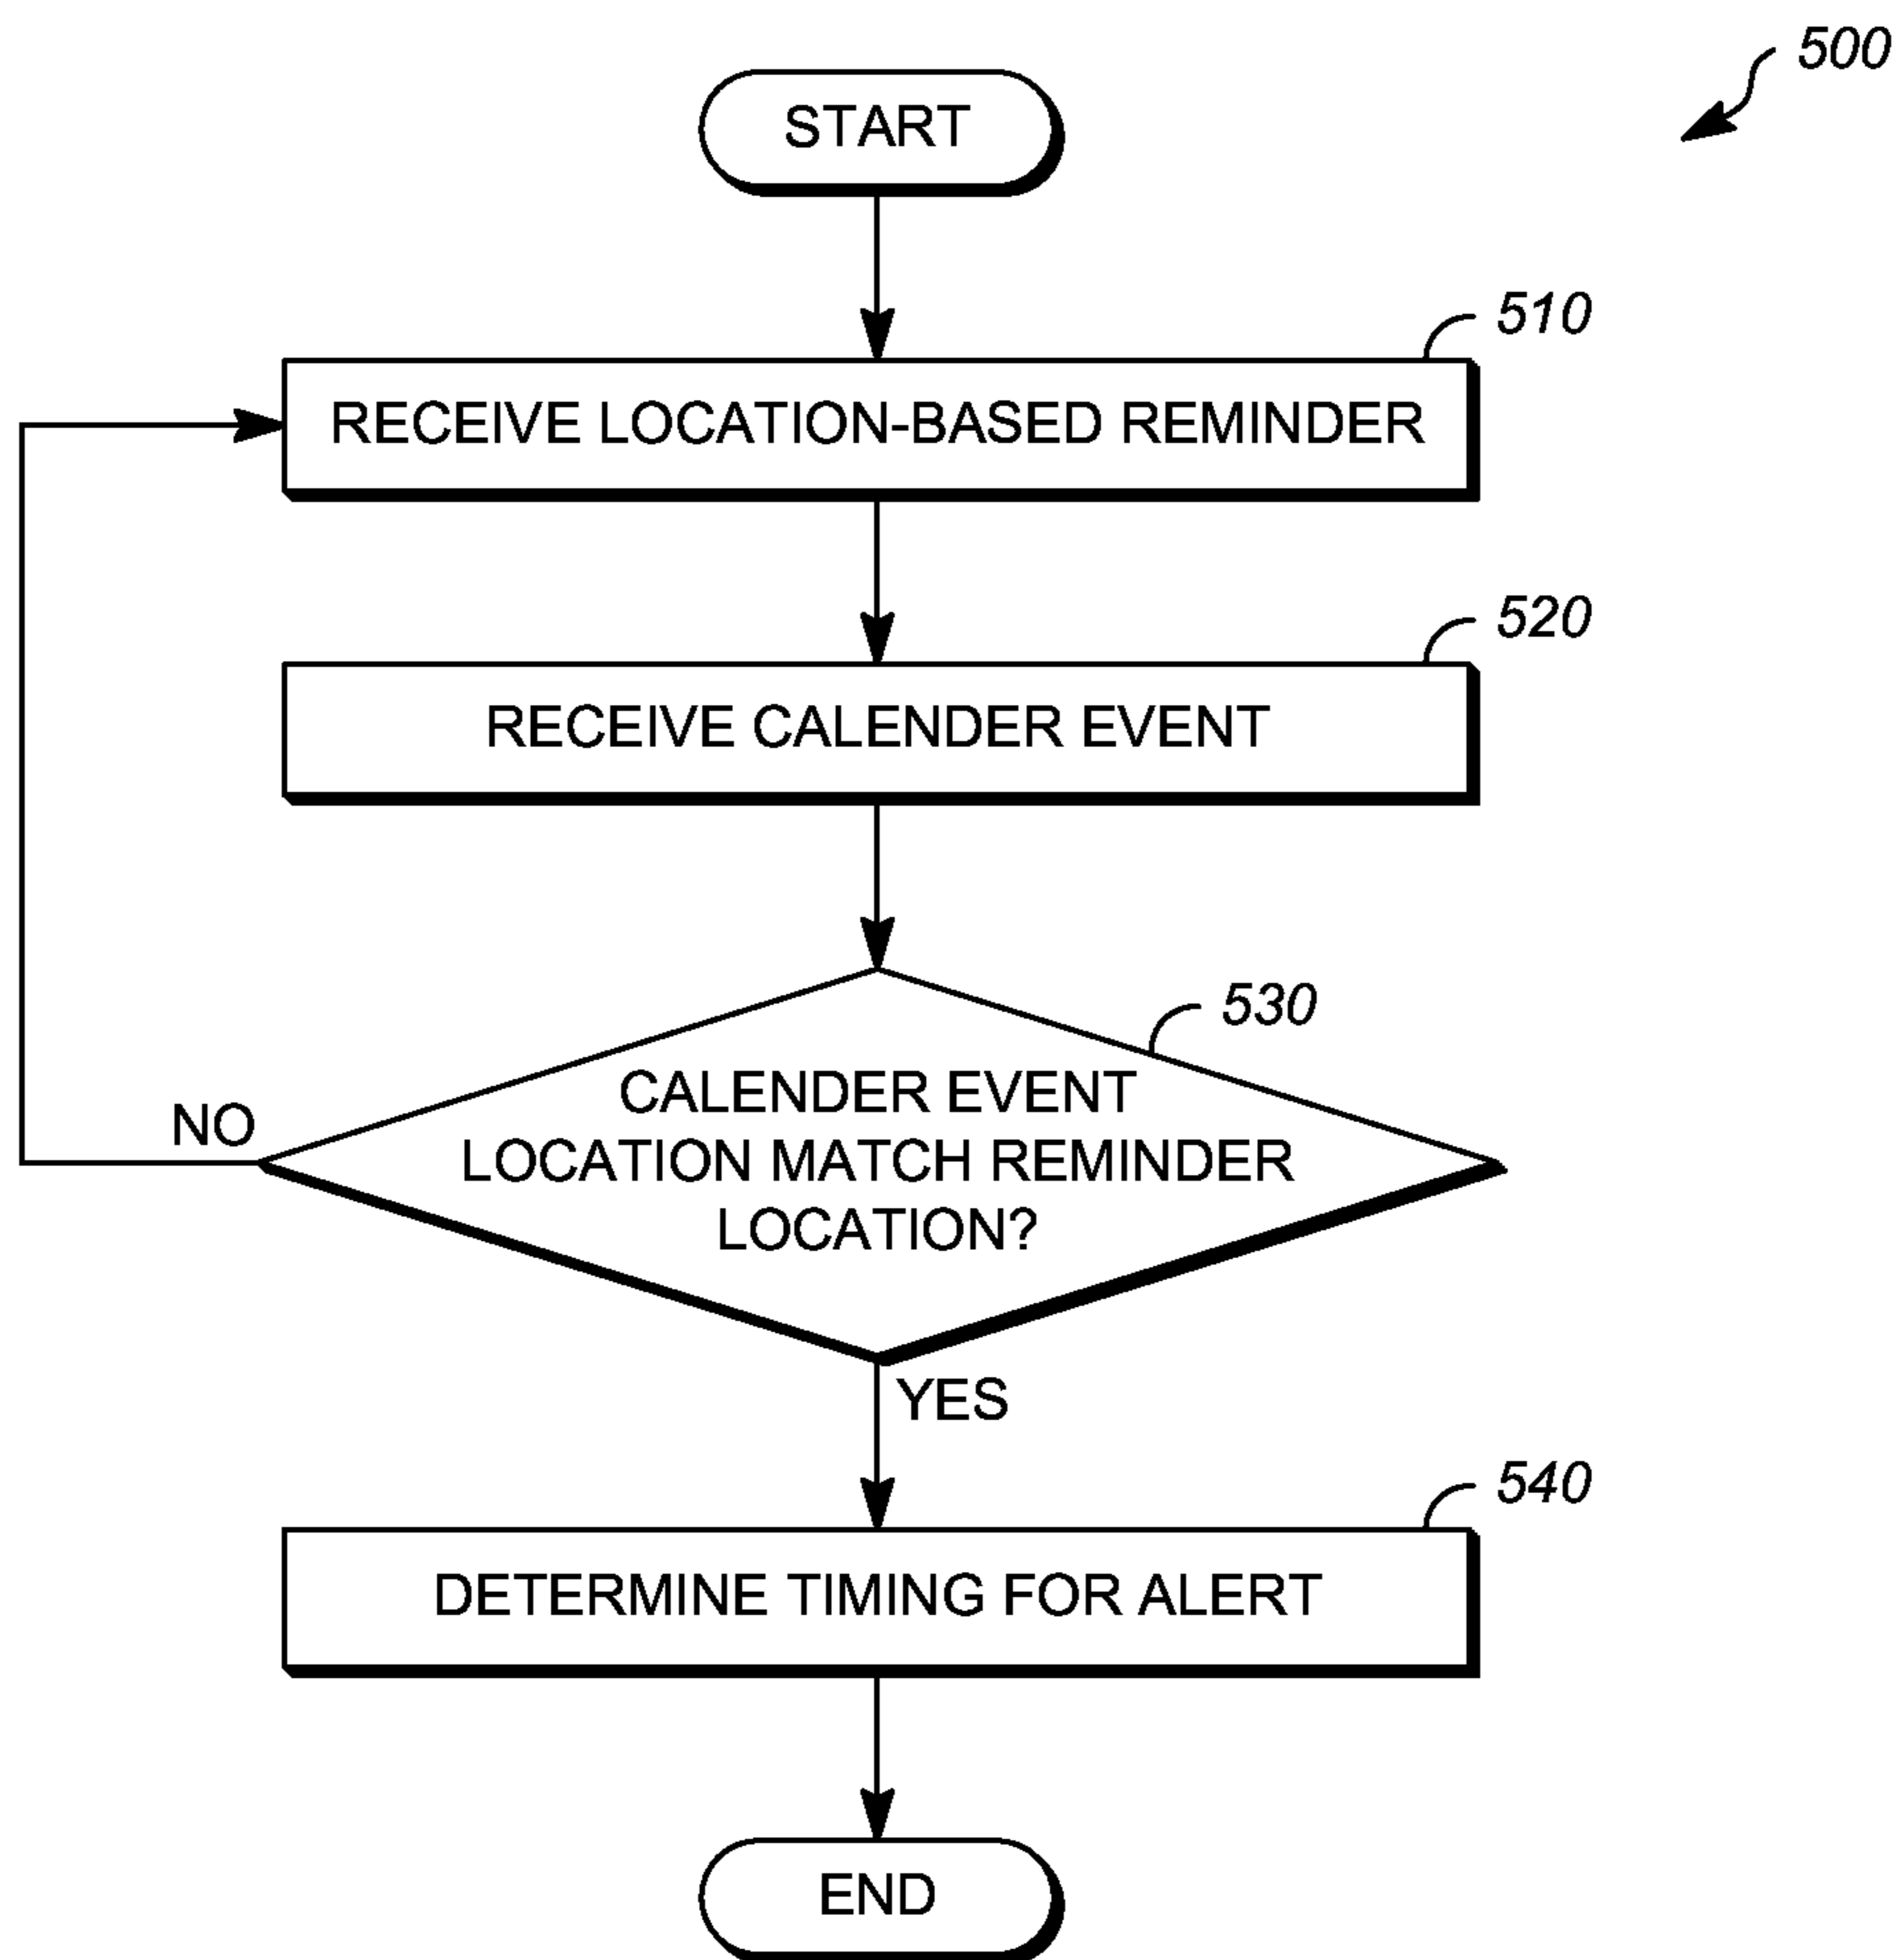 500
START
510
RECEIVE LOCATION-BASED REMINDER
520
RECEIVE CALENDER EVENT
530
CALENDER EVENT
LOCATION MATCH REMINDER
LOCATION?
NO
YES
540
DETERMINE TIMING FOR ALERT
END